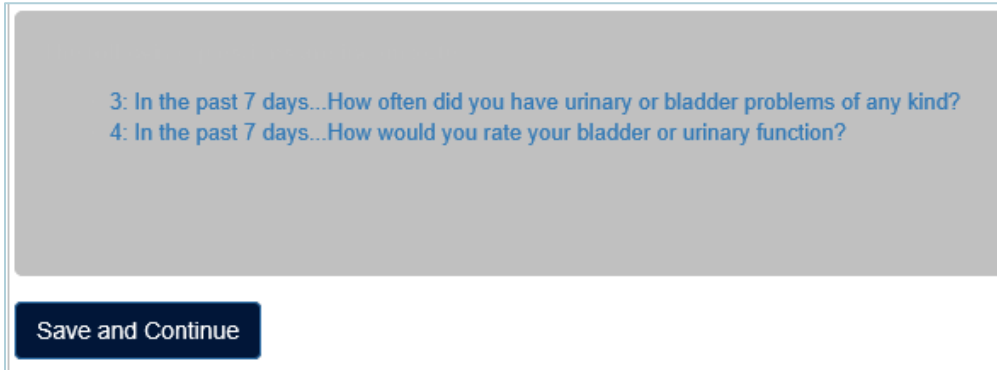 3: In the past 7 days...How often did you have urinary or bladder problems of any kind?
4: In the past 7 days...How would you rate your bladder or urinary function?
Save and Continue